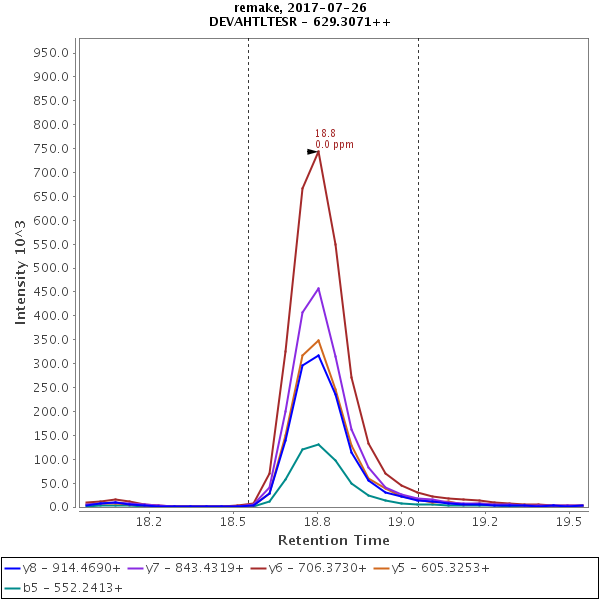 remake, 2017-07-26
DEVAHTLTESR - 629.3071++
950.0
900.0
850.0
800.0
750.0
700.0
650.0
600.0
550.0
500.0
450.0
400.0
350.0
300.0
250.0
200.0
150.0
100.0
50.0
0.0
Intensity 10^3
18.8
0.0 ppm
18.2 18.5 18.8 19.0 19.2 19.5
Retention Time
y8 - 914.4690+ y7 - 843.4319+ y6 - 706.3730+ y5 - 605.3253+
b5 - 552.2413+